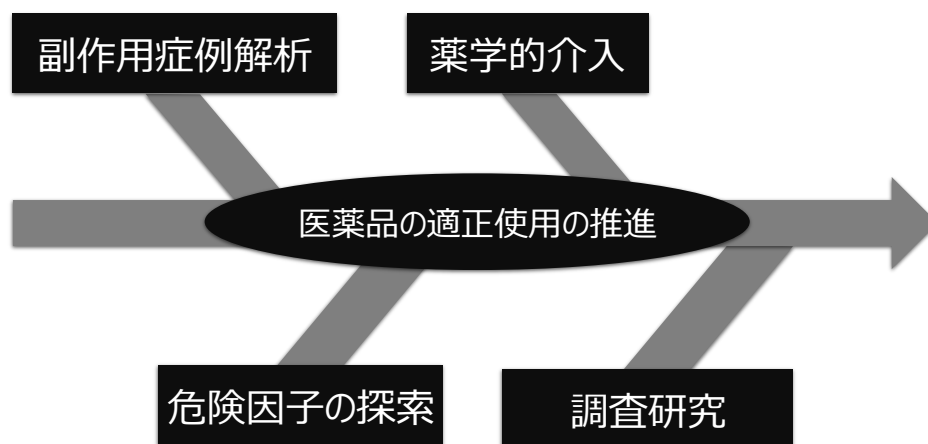 副作用症例解析
薬学的介入
医薬品の適正使用の推進
危険因子の探索
調査研究